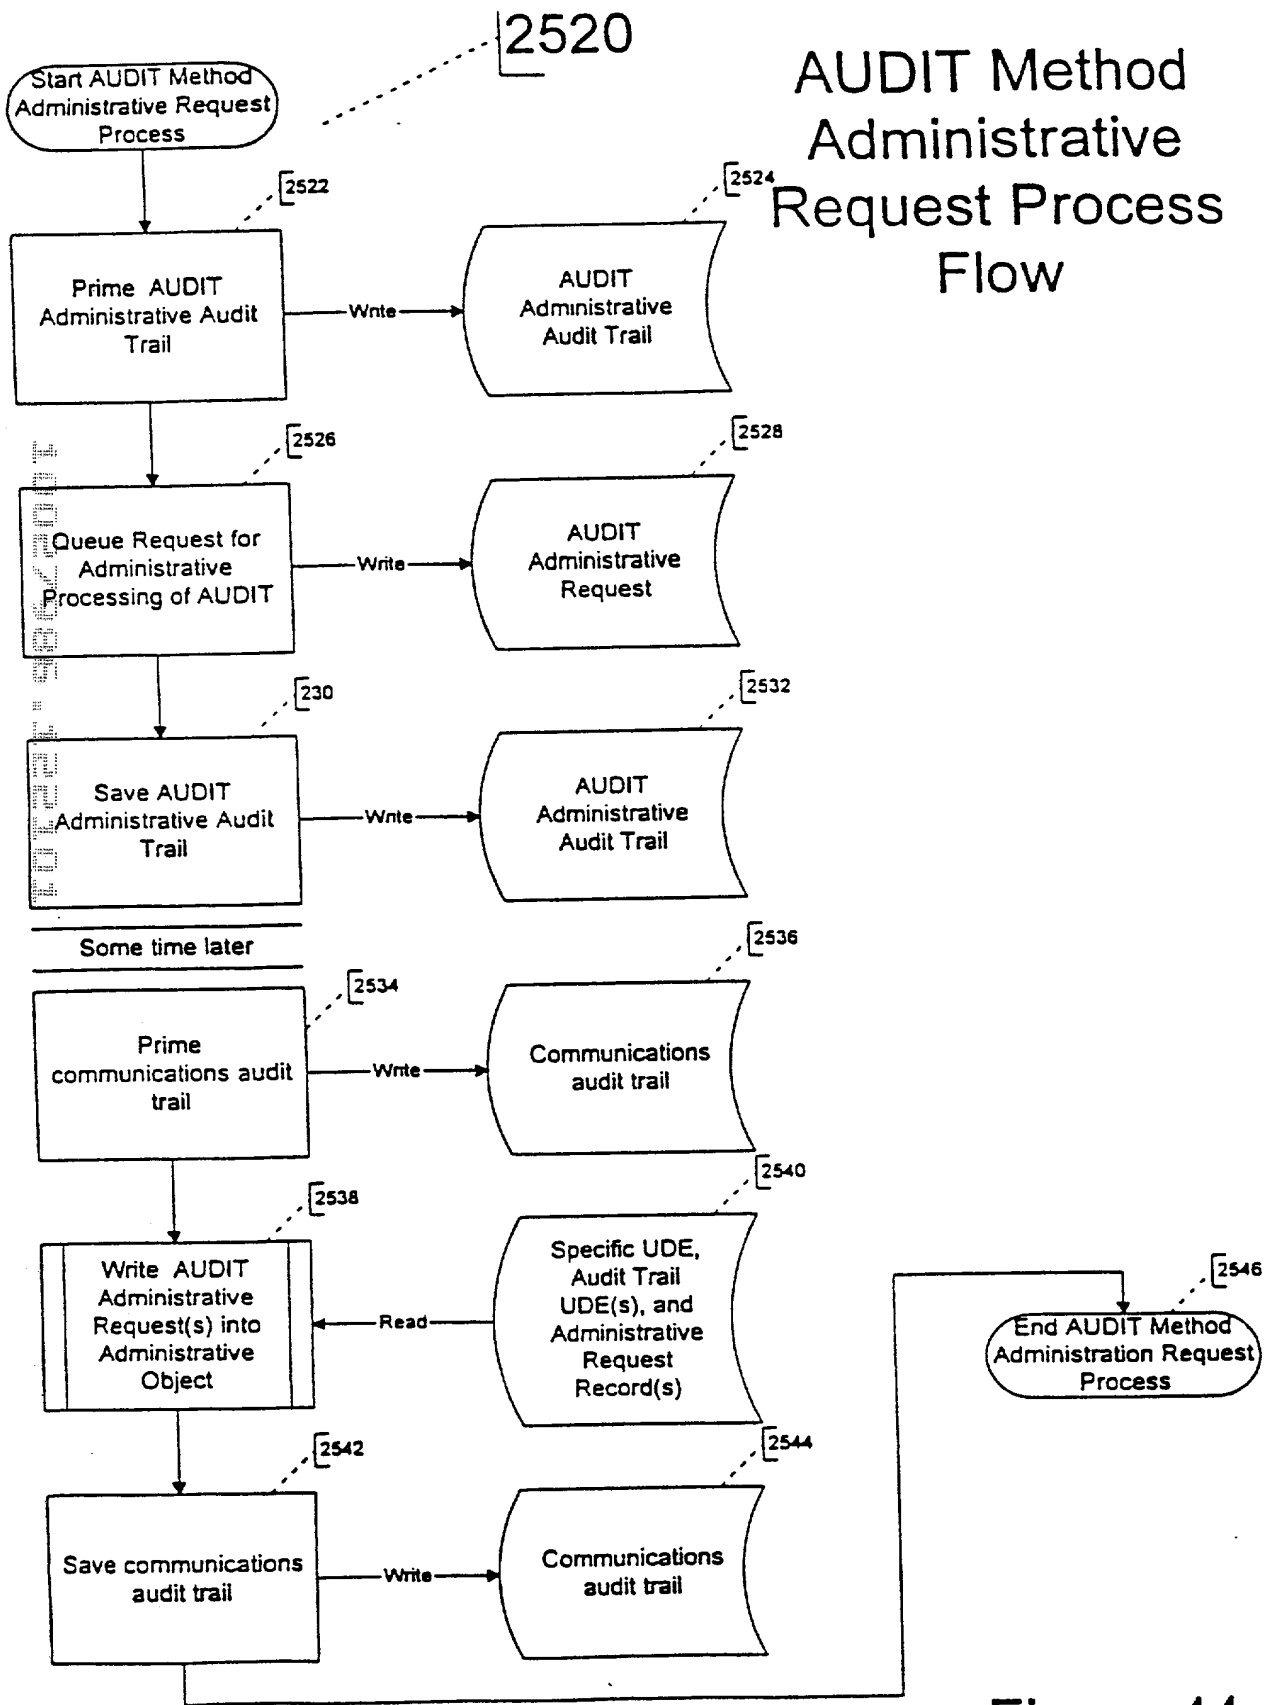 2520
AUDIT Method
Administrative
Request Process
Flow
Start AUDIT Method
Administrative Request
Process
2522
Prime AUDIT
Administrative Audit
Trail
Write
2524
AUDIT
Administrative
Audit Trail
2526
Queue Request for
Administrative
Processing of AUDIT
Write
2528
AUDIT
Administrative
Request
230
Save AUDIT
Administrative Audit
Trail
Write
2532
AUDIT
Administrative
Audit Trail
Some time later
2534
Prime
communications audit
trail
Write
2536
Communications
audit trail
2538
Write AUDIT
Administrative
Request(s) into
Administrative
Object
Read
2540
Specific UDE,
Audit Trail
UDE(s), and
Administrative
Request
Record(s)
2542
Save communications
audit trail
Write
2544
Communications
audit trail
2546
End AUDIT Method
Administration Request
Process